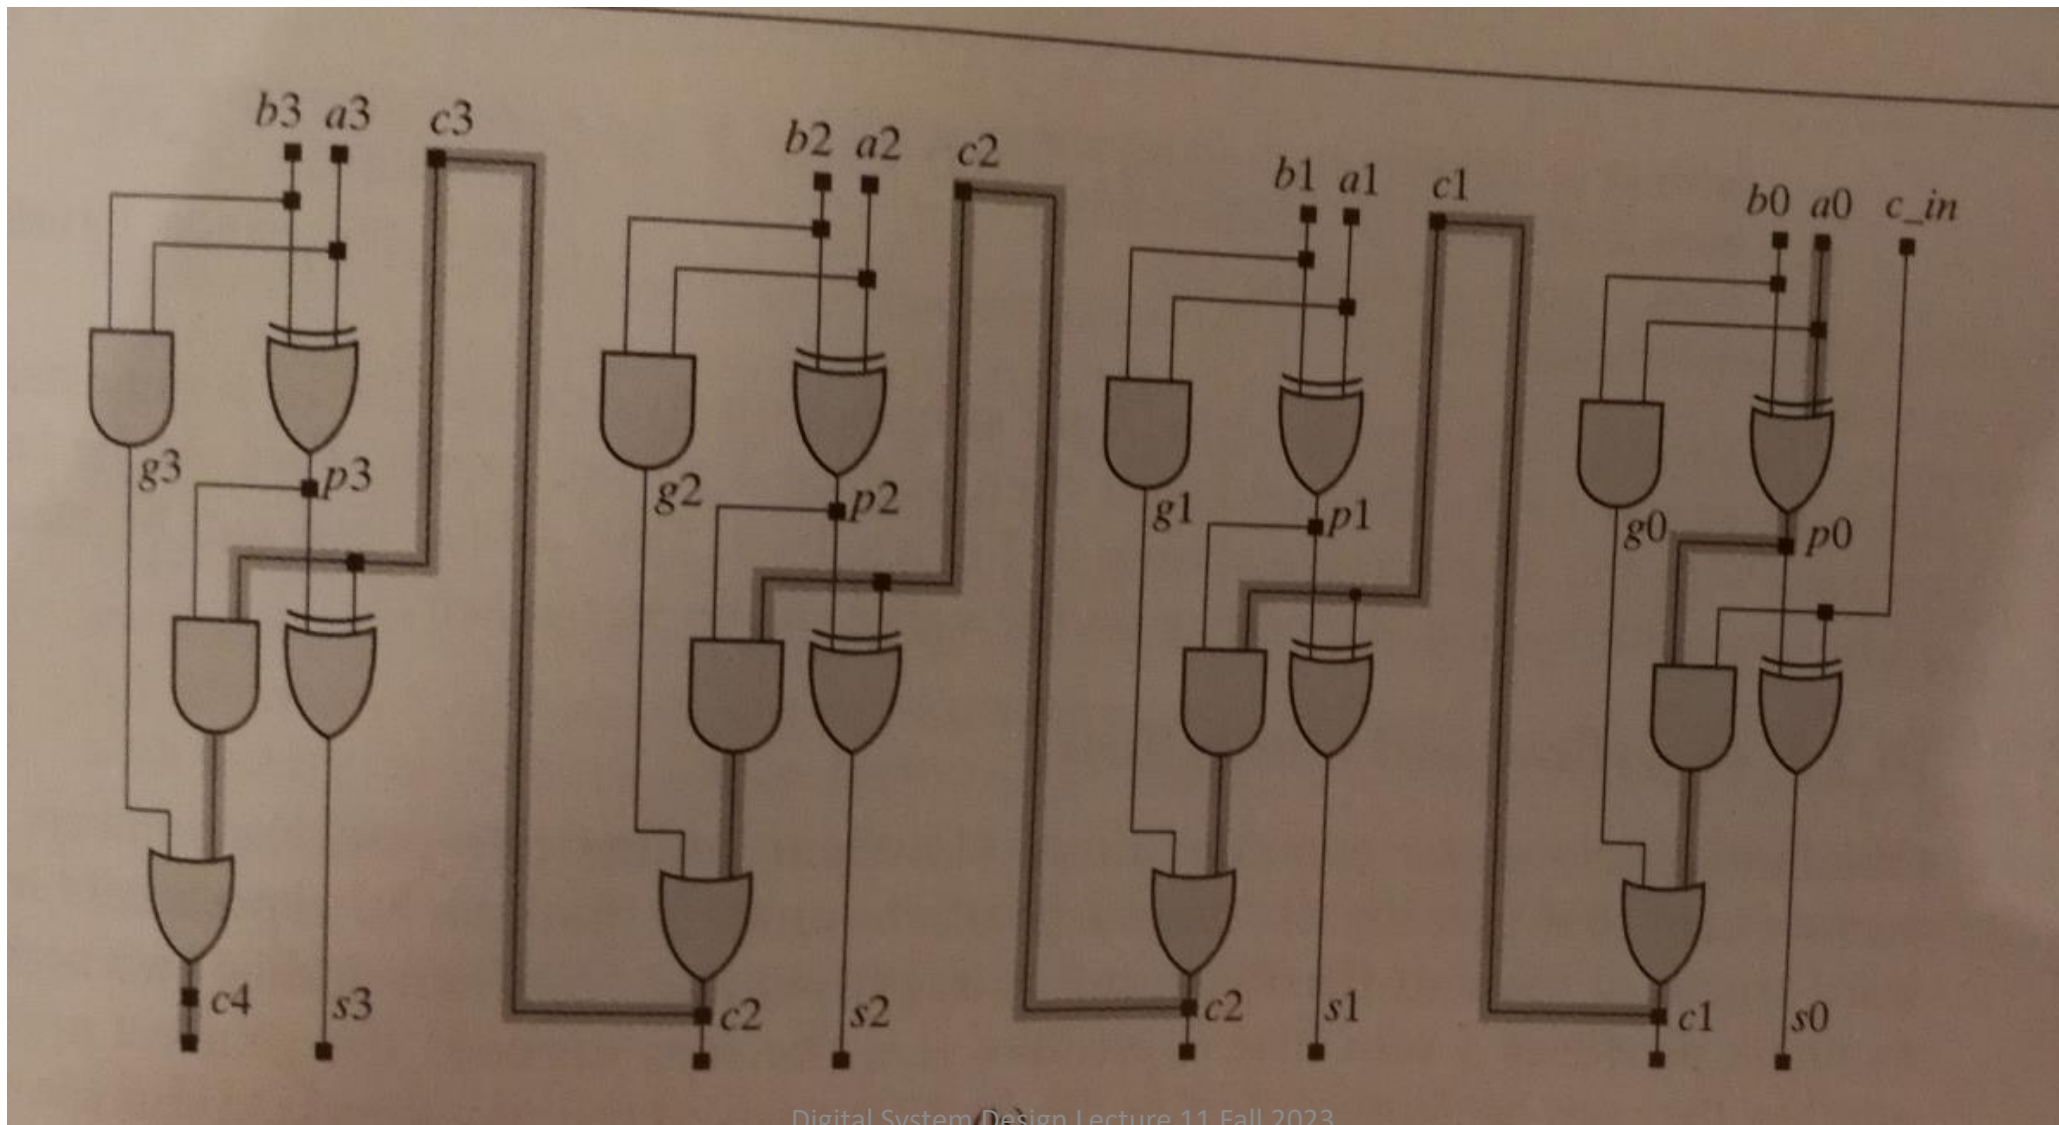 b3 a3 c3 b2 a2 c2 b1 a1 c1 b0 a0 c_in
g3 p3 g2 p2 g1 p1 g0 p0
c4 s3 c2 s2 c2 s1 c1 s0
Digital System Design Lecture 11 Fall 2023